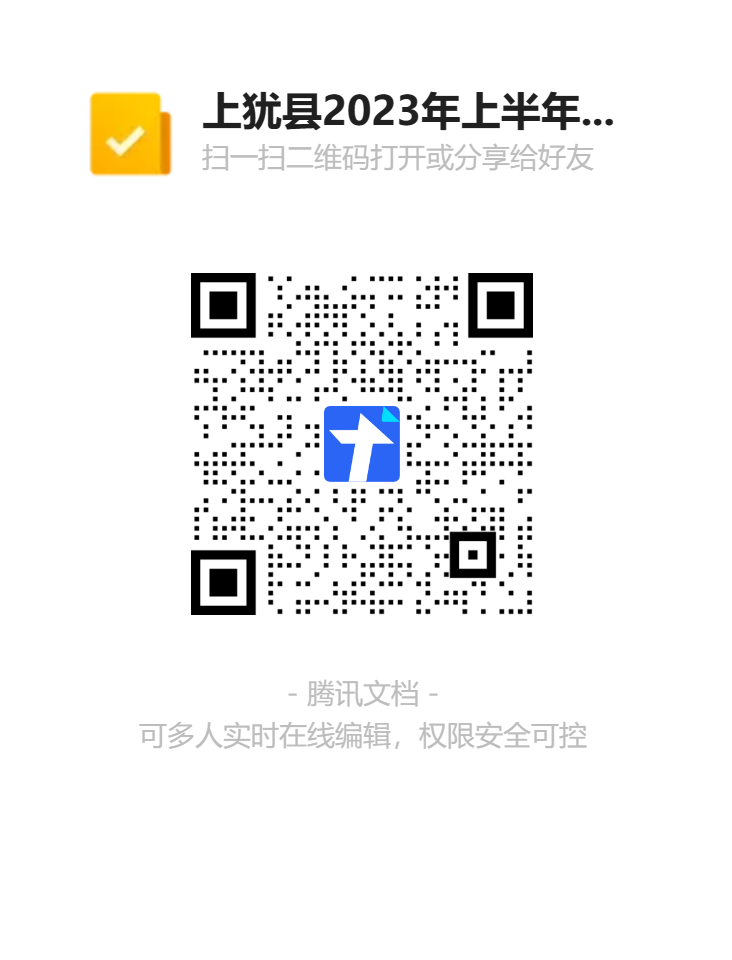 上犹县2023年上半年...
扫一扫二维码打开或分享给好友
- 腾讯文档 -
可多人实时在线编辑，权限安全可控